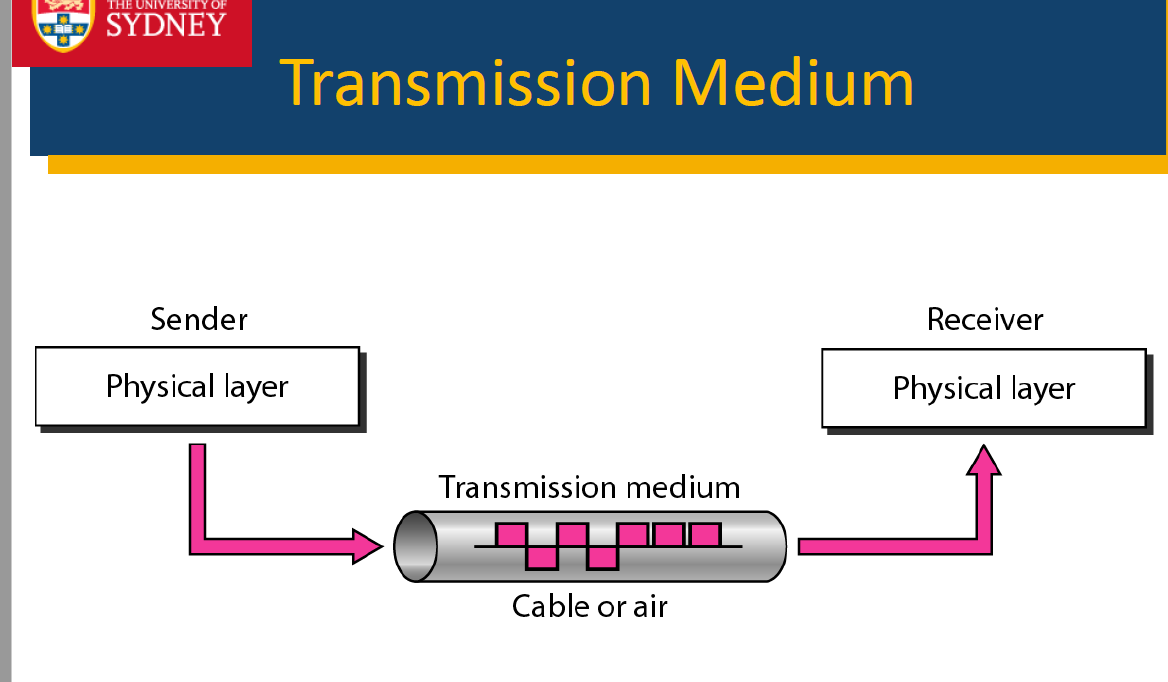 THE UNIVERSITY OF
SYDNEY
Transmission Medium
Sender
Receiver
Physical layer
Physical layer
Transmission medium
Cable or air